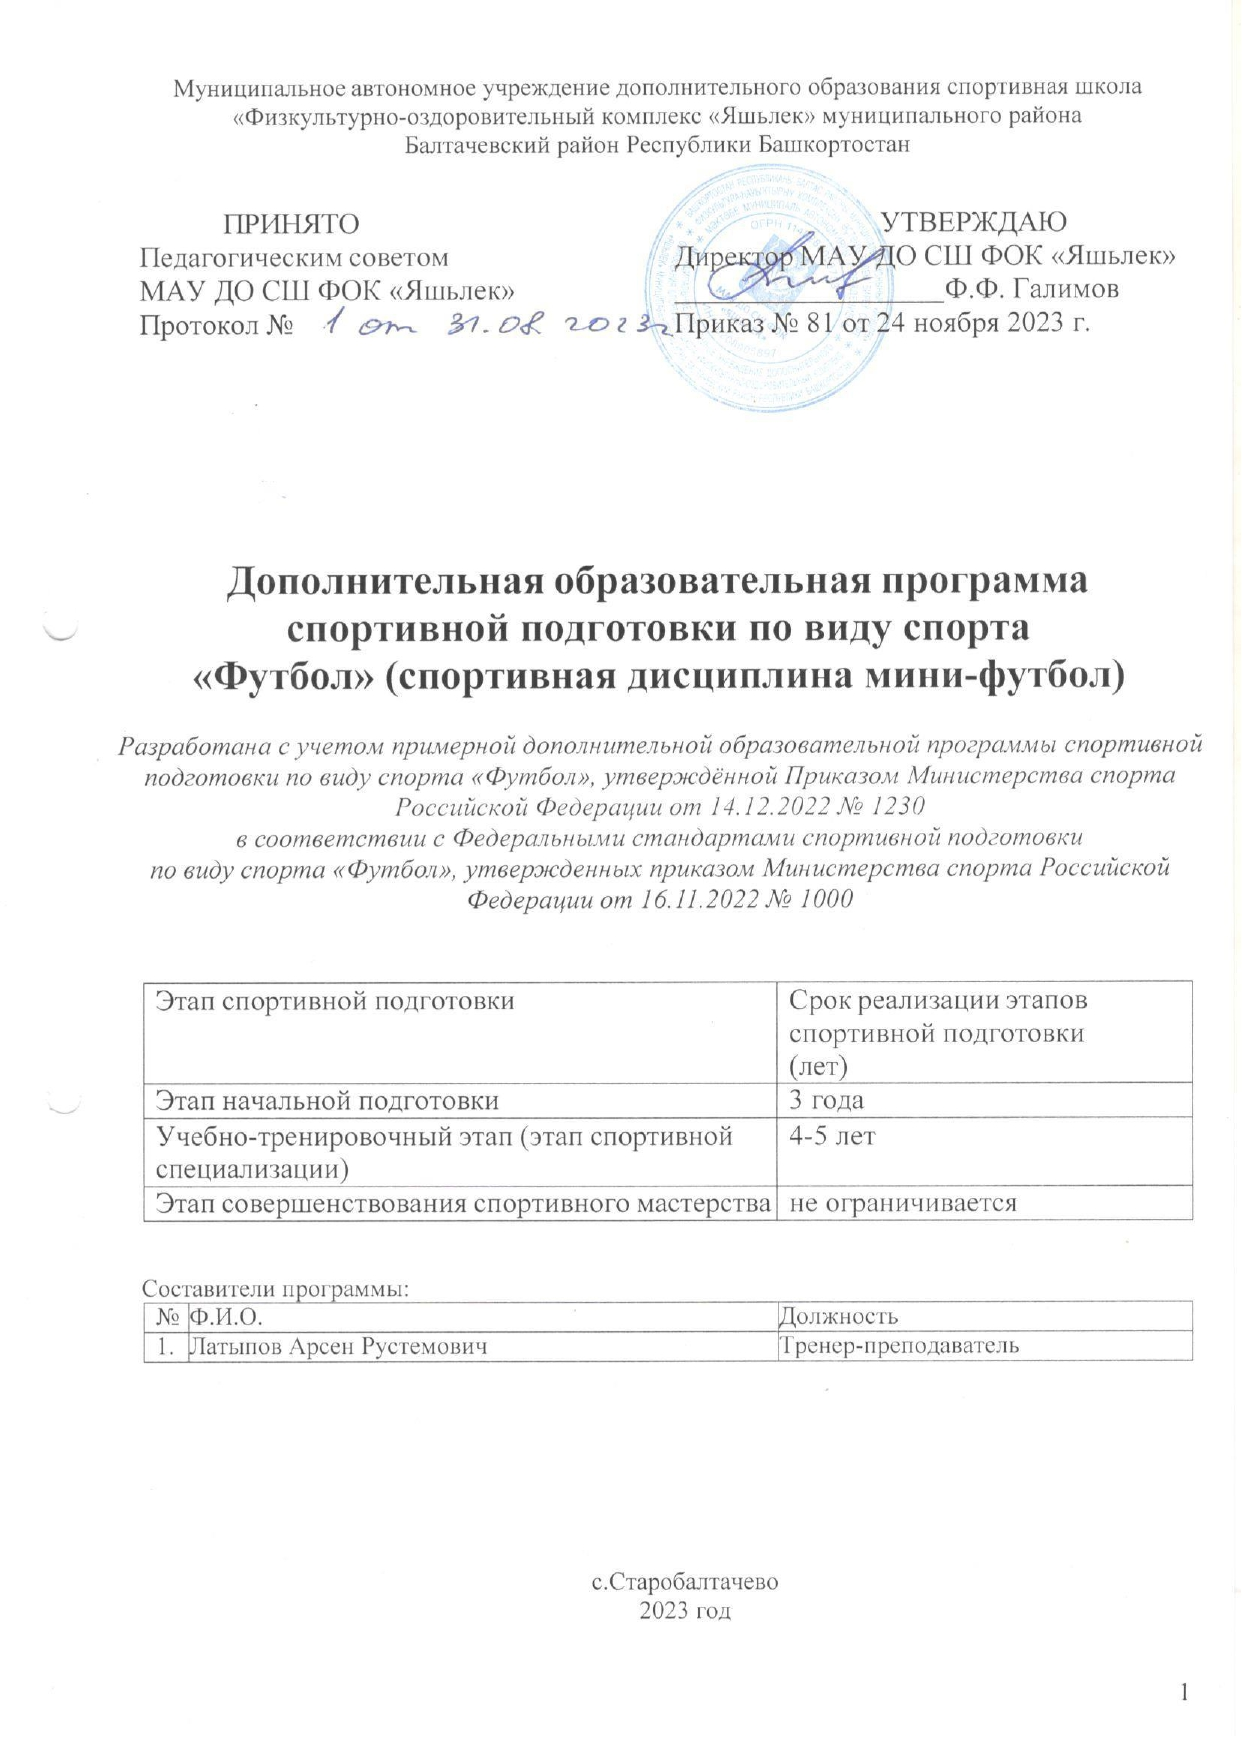 Муниципальное автономное учреждение дополнительного образования спортивная школа
«Физкультурно-оздоровительный комплекс «Яшьлек» муниципального района
Балтачевский район Республики Башкортостан
ПРИНЯТО
Педагогическим советом
МАУ ДО СШ ФОК «Яшьлек»
Протокол № 1 от 31.08 2023г
УТВЕРЖДАЮ
Директор МАУ ДО СШ ФОК «Яшьлек»
Ф.Ф. Галимов
Приказ № 81 от 24 ноября 2023 г.
Дополнительная образовательная программа
спортивной подготовки по виду спорта
«Футбол» (спортивная дисциплина мини-футбол)
Разработана с учетом примерной дополнительной образовательной программы спортивной
подготовки по виду спорта «Футбол», утверждённой Приказом Министерства спорта
Российской Федерации от 14.12.2022 № 1230
в соответствии с Федеральными стандартами спортивной подготовки
по виду спорта «Футбол», утвержденных приказом Министерства спорта Российской
Федерации от 16.11.2022 № 1000
Этап спортивной подготовки
Срок реализации этапов
спортивной подготовки
(лет)
Этап начальной подготовки
3 года
Учебно-тренировочный этап (этап спортивной
специализации)
4-5 лет
Этап совершенствования спортивного мастерства
не ограничивается
Составители программы:
№ Ф.И.О. Должность
1. Латыпов Арсен Рустемович Тренер-преподаватель
с.Старобалтачево
2023 год
1